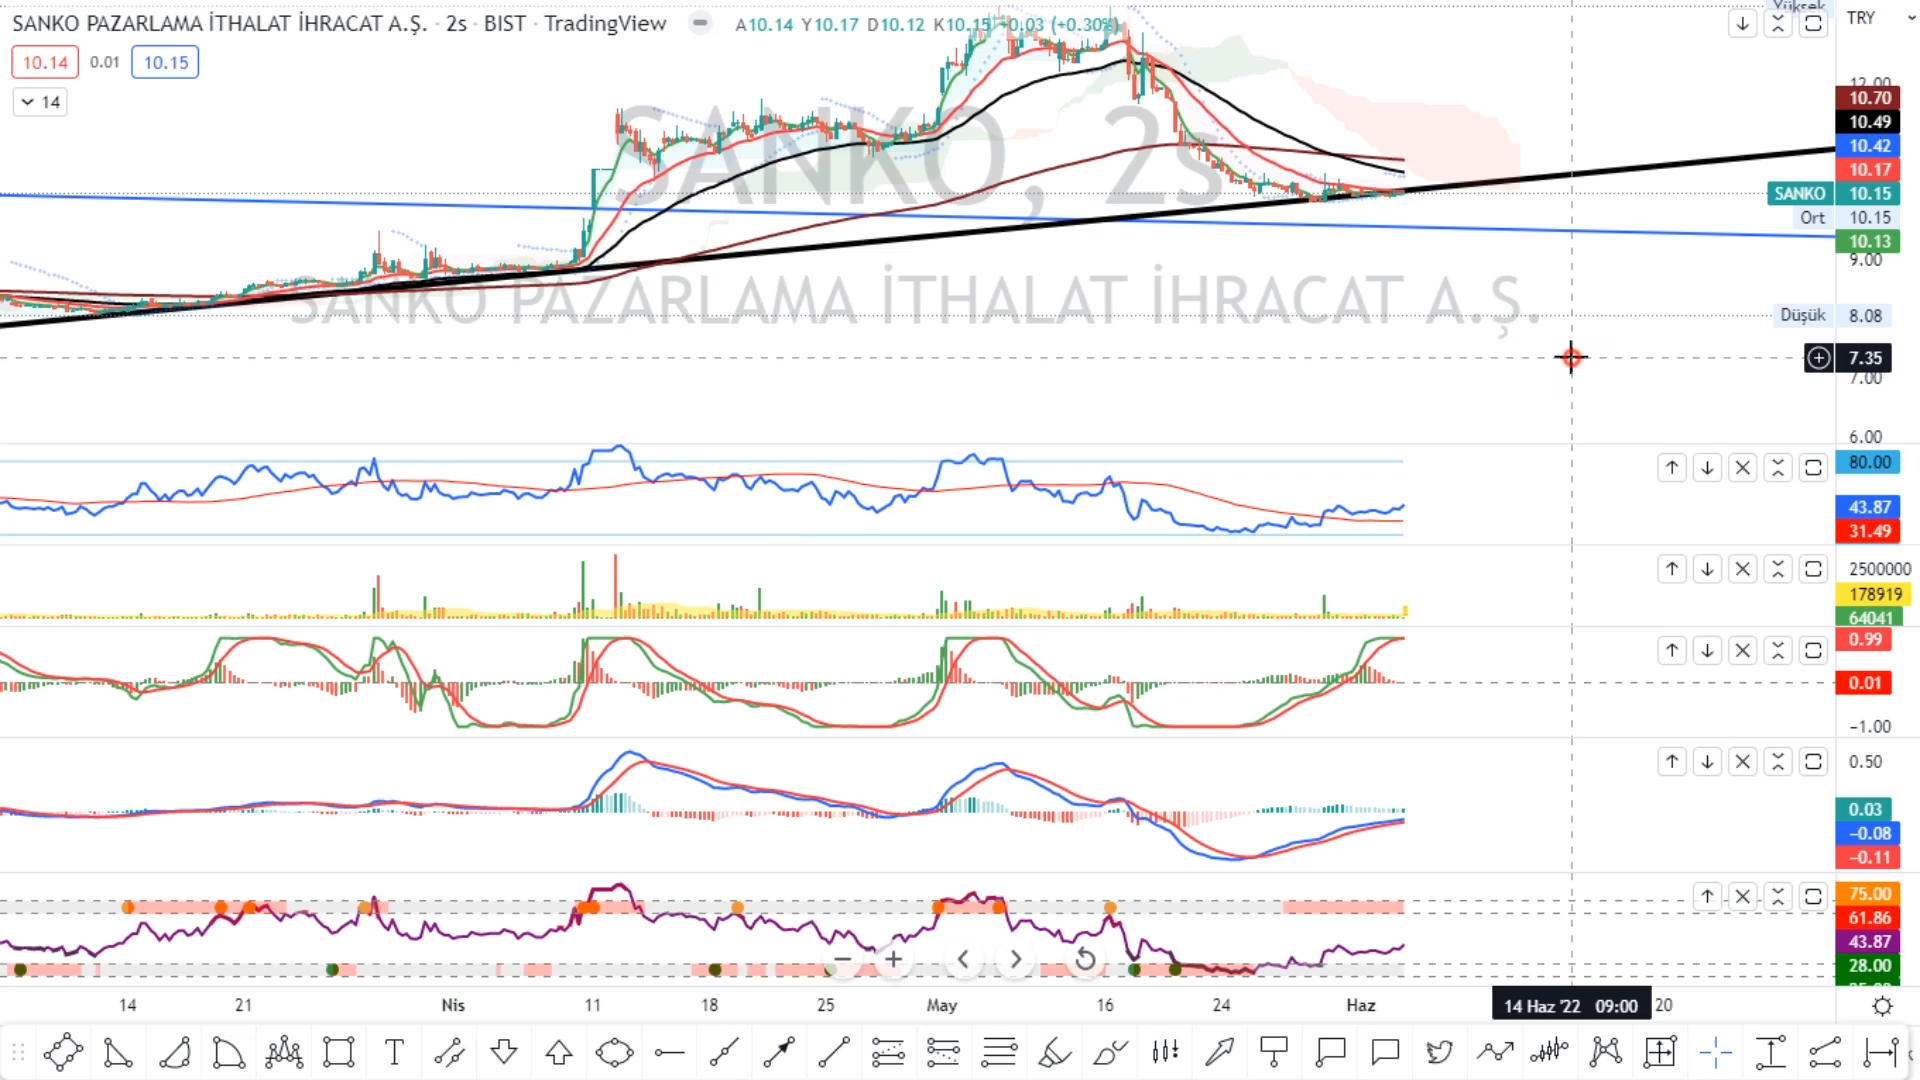 SANKO PAZARLAMA İTHALAT İHRACAT A.Ş. · 2s · BIST · TradingView
A10.14 Y10.17 D10.12 K10.15 +0.03 (+0.30%)
Yüksek
TRY
10.14 0.01 10.15
14
12.00
10.70
10.49
10.42
10.17
SANKO 10.15
Ort 10.15
10.13
9.00
SANKO, 2s
SANKO PAZARLAMA İTHALAT İHRACAT A.Ş.
Düşük 8.08
7.35
7.00
6.00
80.00
43.87
31.49
2500000
178919
64041
0.99
0.01
−1.00
0.50
0.03
−0.08
−0.11
75.00
61.86
43.87
28.00
14 21 Nis 11 18 25 May 16 24 Haz 14 Haz '22 09:00 20